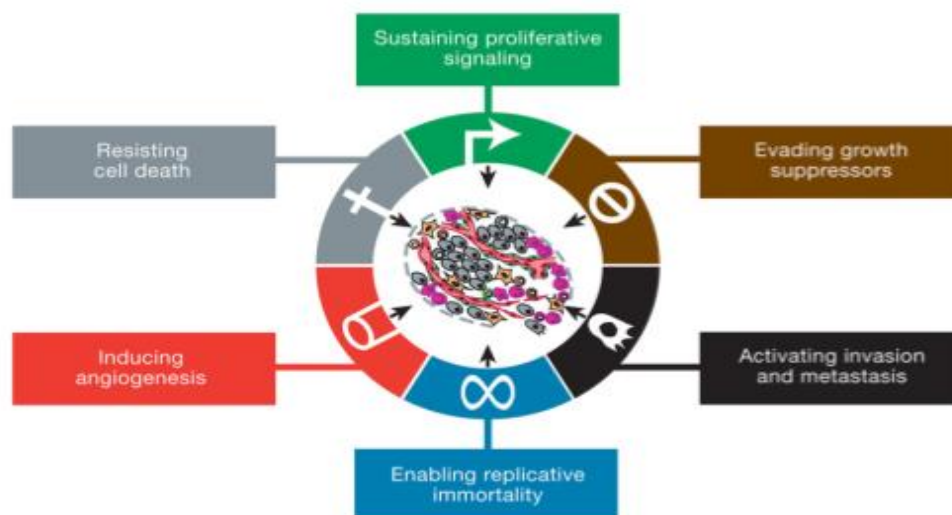 Sustaining proliferative
signaling
Resisting
cell death
Evading growth
suppressors
Inducing
angiogenesis
Activating invasion
and metastasis
Enabling replicative
immortality